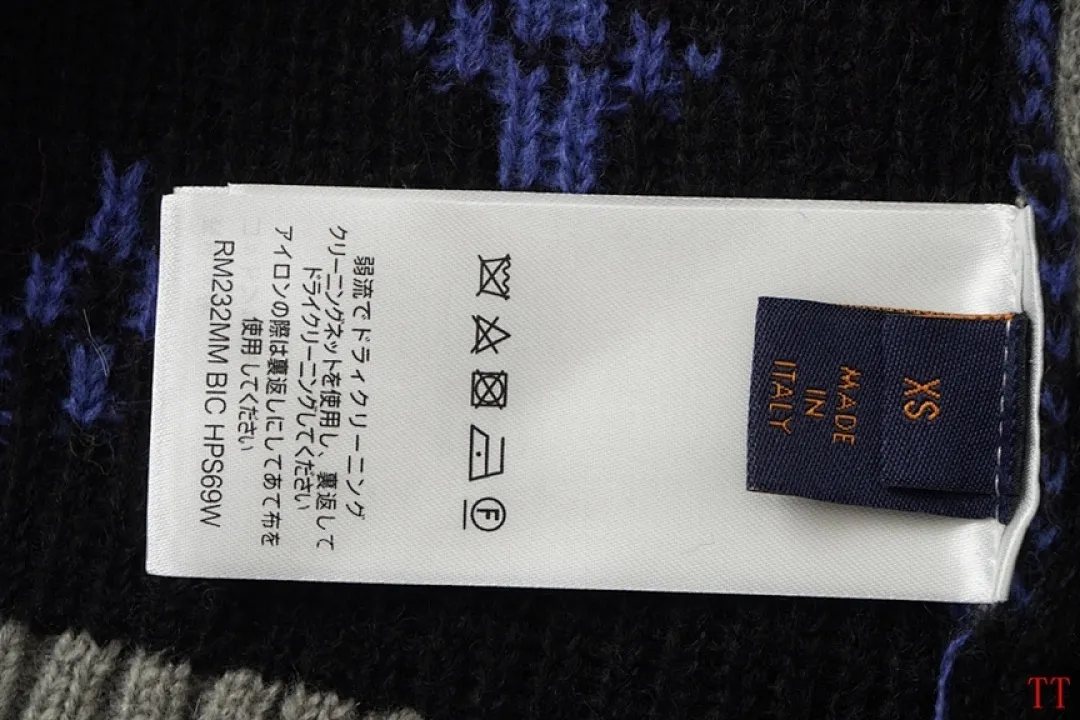 弱流でドライクリーニング
クリーニングネットを使用し、裏返して
ドライクリーニングしてください
アイロンの際は裏返しにしてあて布を
使用してください
RM232MM BIC HPS69W
F
XS
MADE
IN
ITALY
TT